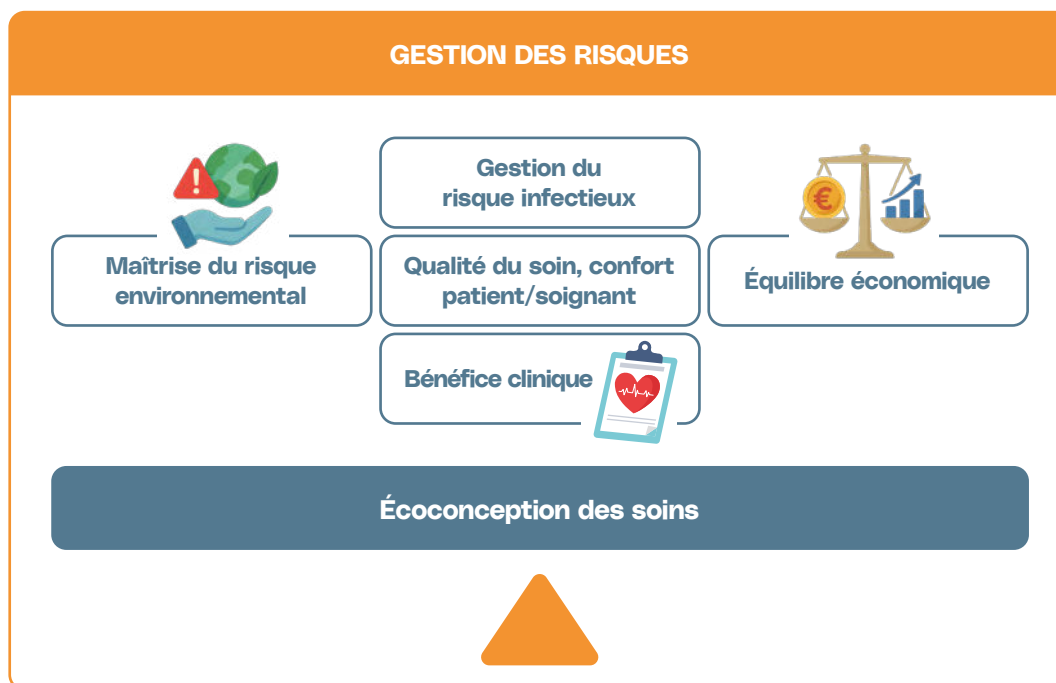 GESTION DES RISQUES
Gestion du
risque infectieux
Maîtrise du risque
environnemental
Qualité du soin, confort
patient/soignant
Équilibre économique
€
Bénéfice clinique
Écoconception des soins